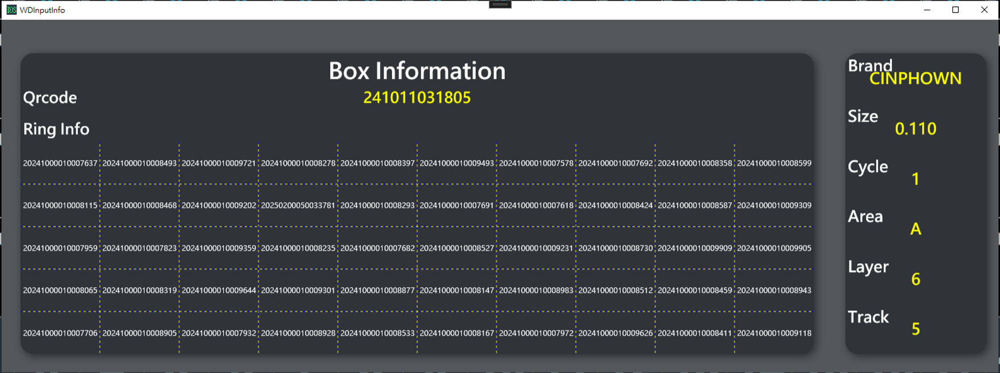 WDInputInfo
Box Information
Qrcode 241011031805
Ring Info
20241000010007637 20241000010008493 20241000010009721 20241000010008278 20241000010008397 20241000010009493 20241000010007578 20241000010007692 20241000010008358 20241000010008599
20241000010008115 20241000010008468 20241000010009202 20250200050033781 20241000010008293 20241000010007691 20241000010007618 20241000010008424 20241000010008587 20241000010009309
20241000010007959 20241000010007823 20241000010009359 20241000010008235 20241000010007682 20241000010008527 20241000010009231 20241000010008730 20241000010009909 20241000010009905
20241000010008065 20241000010008319 20241000010009644 20241000010009301 20241000010008877 20241000010008147 20241000010008983 20241000010008512 20241000010008459 20241000010008943
20241000010007706 20241000010008905 20241000010007932 20241000010008928 20241000010008533 20241000010008167 20241000010007972 20241000010009626 20241000010008411 20241000010009118
Brand
CINPHOWN
Size
0.110
Cycle
1
Area
A
Layer
6
Track
5